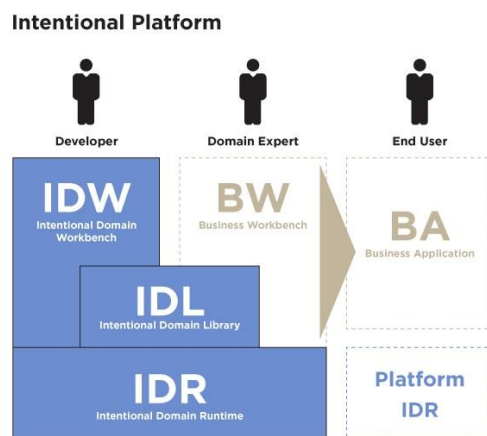 Intentional Platform
Developer
Domain Expert
End User
IDW
Intentional Domain
Workbench
BW
Business Workbench
BA
Business Application
IDL
Intentional Domain Library
IDR
Intentional Domain Runtime
Platform
IDR